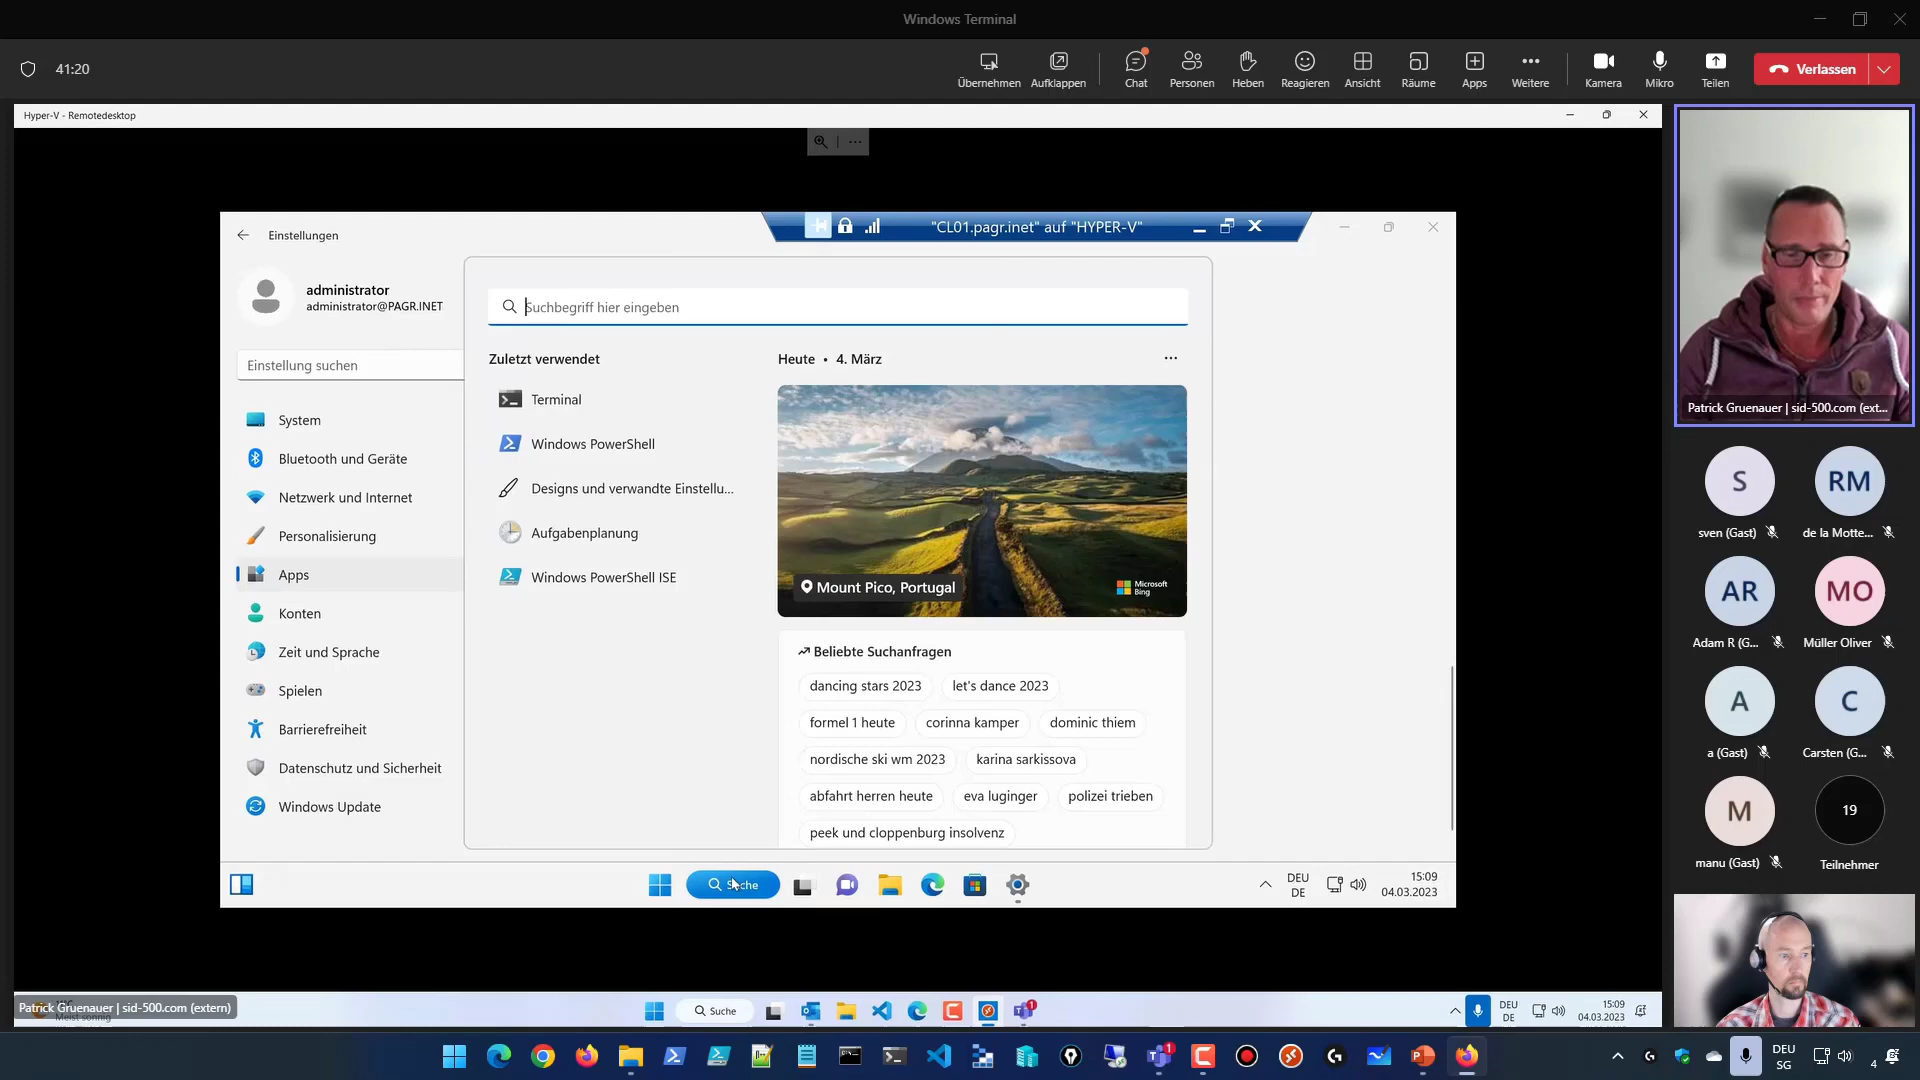 Windows Terminal
41:20
Übernehmen
Aufklappen
Chat
Personen
Heben
Reagieren
Ansicht
Räume
Apps
Weitere
Kamera
Mikro
Teilen
Verlassen
Hyper-V - Remotedesktop
"CL01.pagr.inet" auf "HYPER-V"
Einstellungen
administrator
administrator@PAGR.INET
Einstellung suchen
System
Bluetooth und Geräte
Netzwerk und Internet
Personalisierung
Apps
Konten
Zeit und Sprache
Spielen
Barrierefreiheit
Datenschutz und Sicherheit
Windows Update
Suchbegriff hier eingeben
Zuletzt verwendet
Terminal
Windows PowerShell
Designs und verwandte Einstellu...
Aufgabenplanung
Windows PowerShell ISE
Heute • 4. März
Mount Pico, Portugal
Microsoft
Bing
Beliebte Suchanfragen
dancing stars 2023
let's dance 2023
formel 1 heute
corinna kamper
dominic thiem
nordische ski wm 2023
karina sarkissova
abfahrt herren heute
eva luginger
polizei trieben
peek und cloppenburg insolvenz
DEU
DE
15:09
04.03.2023
Patrick Gruenauer | sid-500.com (ext...
S
sven (Gast)
RM
de la Motte...
AR
Adam R (G...
MO
Müller Oliver
A
a (Gast)
C
Carsten (G...
M
manu (Gast)
19
Teilnehmer
Patrick Gruenauer | sid-500.com (extern)
Meist sonnig
Suche
1
DEU
DE
15:09
04.03.2023
1
DEU
SG
4